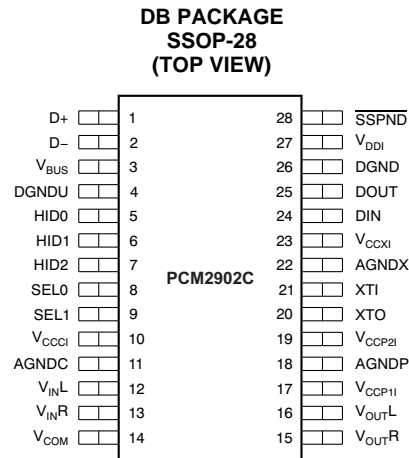 DB PACKAGE
SSOP-28
(TOP VIEW)
D+ 1 28 SSPND
D– 2 27 VDDI
VBUS 3 26 DGND
DGNDU 4 25 DOUT
HID0 5 24 DIN
HID1 6 23 VCCXI
HID2 7 22 AGNDX
PCM2902C
SEL0 8 21 XTI
SEL1 9 20 XTO
VCCCI 10 19 VCCP2I
AGNDC 11 18 AGNDP
VINL 12 17 VCCP1I
VINR 13 16 VOUTL
VCOM 14 15 VOUTR